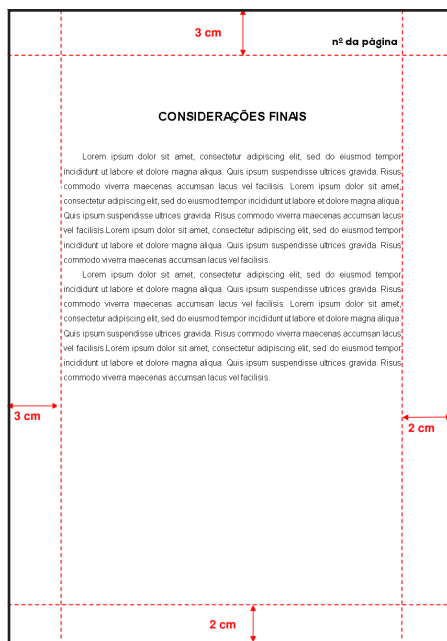 3 cm
nº da página
CONSIDERAÇÕES FINAIS
Lorem ipsum dolor sit amet, consectetur adipiscing elit, sed do eiusmod tempor
incididunt ut labore et dolore magna aliqua. Quis ipsum suspendisse ultrices gravida. Risus
commodo viverra maecenas accumsan lacus vel facilisis. Lorem ipsum dolor sit amet,
consectetur adipiscing elit, sed do eiusmod tempor incididunt ut labore et dolore magna aliqua.
Quis ipsum suspendisse ultrices gravida. Risus commodo viverra maecenas accumsan lacus
vel facilisis.Lorem ipsum dolor sit amet, consectetur adipiscing elit, sed do eiusmod tempor
incididunt ut labore et dolore magna aliqua. Quis ipsum suspendisse ultrices gravida. Risus
commodo viverra maecenas accumsan lacus vel facilisis.
Lorem ipsum dolor sit amet, consectetur adipiscing elit, sed do eiusmod tempor
incididunt ut labore et dolore magna aliqua. Quis ipsum suspendisse ultrices gravida. Risus
commodo viverra maecenas accumsan lacus vel facilisis. Lorem ipsum dolor sit amet,
consectetur adipiscing elit, sed do eiusmod tempor incididunt ut labore et dolore magna aliqua.
Quis ipsum suspendisse ultrices gravida. Risus commodo viverra maecenas accumsan lacus
vel facilisis.Lorem ipsum dolor sit amet, consectetur adipiscing elit, sed do eiusmod tempor
incididunt ut labore et dolore magna aliqua. Quis ipsum suspendisse ultrices gravida. Risus
commodo viverra maecenas accumsan lacus vel facilisis.
3 cm
2 cm
2 cm